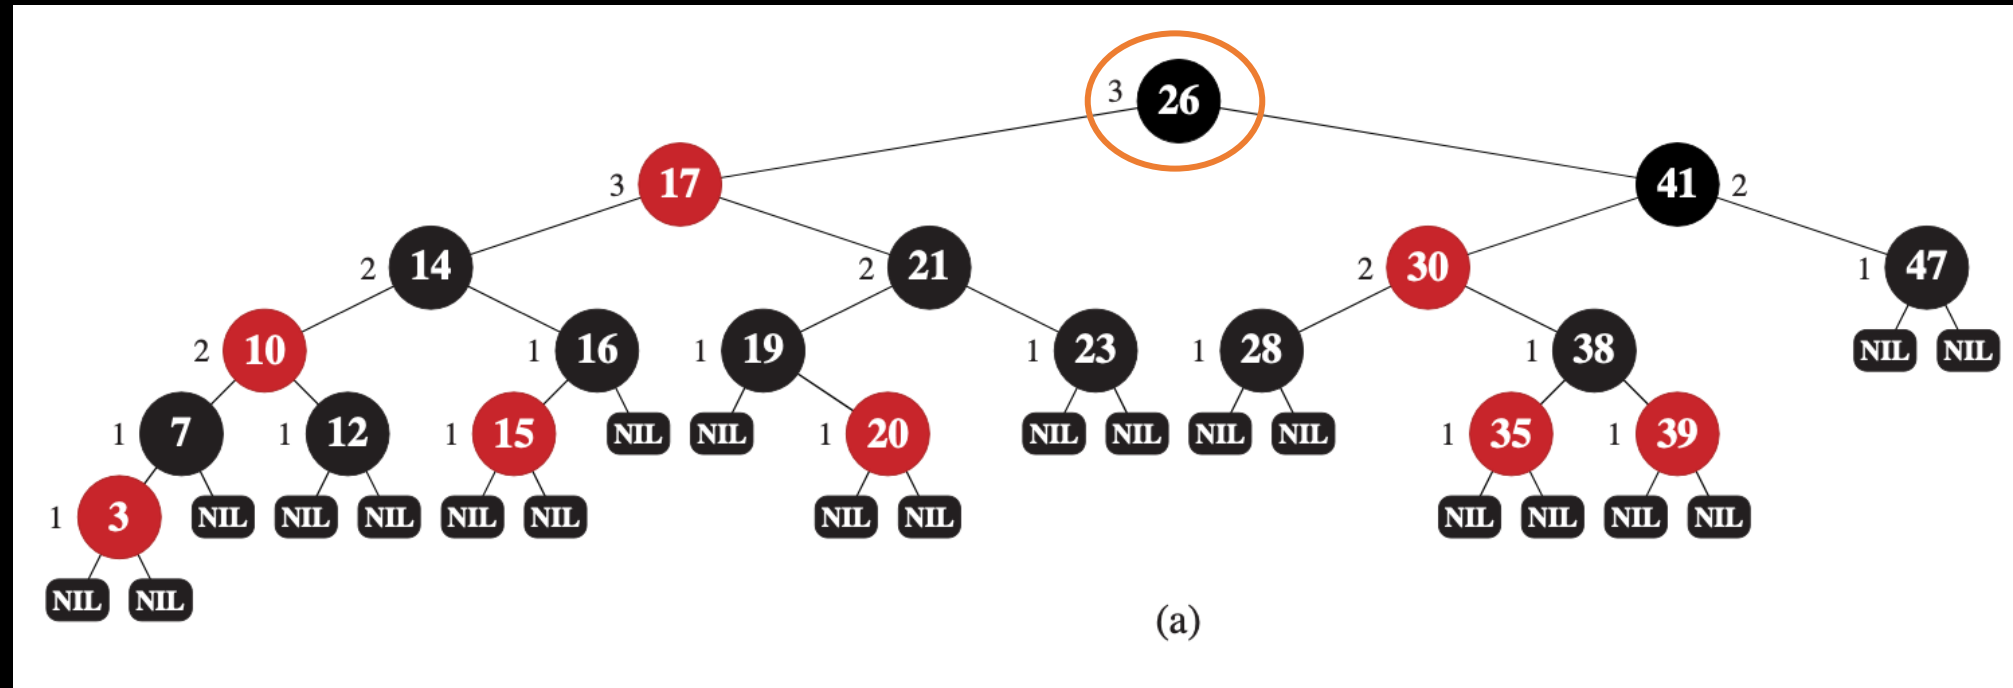 3 26
3 17 41 2
2 14 2 21 2 30 1 47
2 10 1 16 1 19 1 23 1 28 1 38 NIL NIL
1 7 1 12 1 15 NIL NIL 1 20 NIL NIL NIL NIL 1 35 1 39
1 3 NIL NIL NIL NIL NIL NIL NIL NIL NIL NIL NIL
NIL NIL
(a)